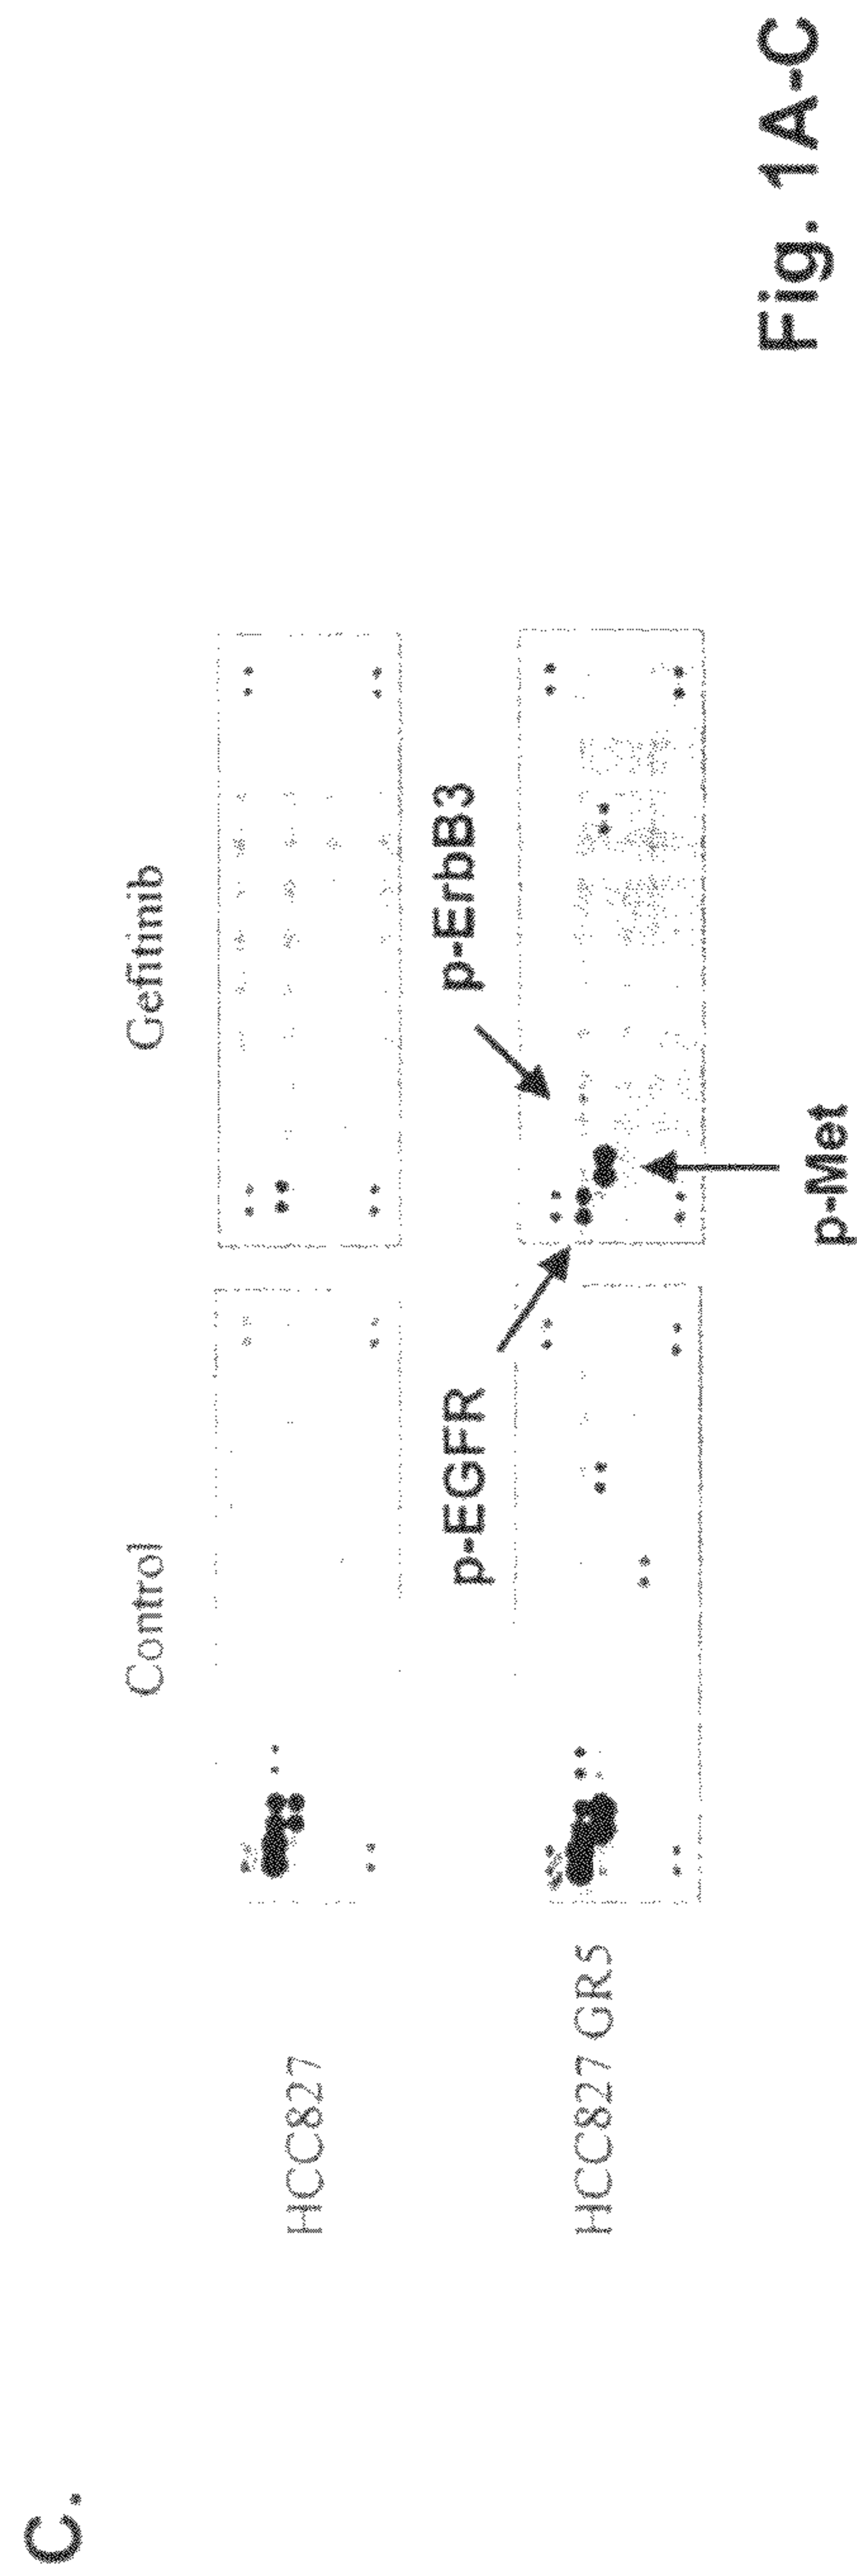 C.
Control Gefitinib
HCC827
p-EGFR p-ErbB3
HCC827 GR5
p-Met
Fig. 1A-C